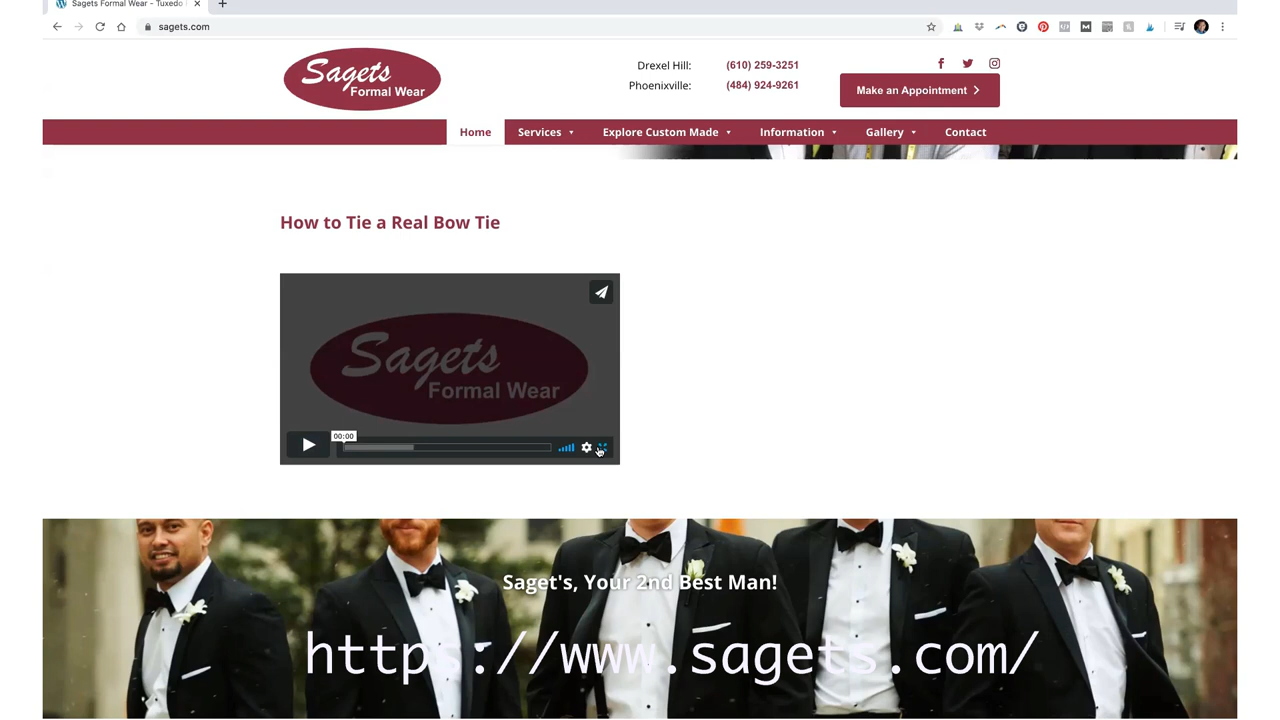 Sagets Formal Wear - Tuxedo
sagets.com
Sagets
Formal Wear
Drexel Hill: (610) 259-3251
Phoenixville: (484) 924-9261
Make an Appointment
Home Services Explore Custom Made Information Gallery Contact
How to Tie a Real Bow Tie
Sagets
Formal Wear
00:00
Saget's, Your 2nd Best Man!
https://www.sagets.com/